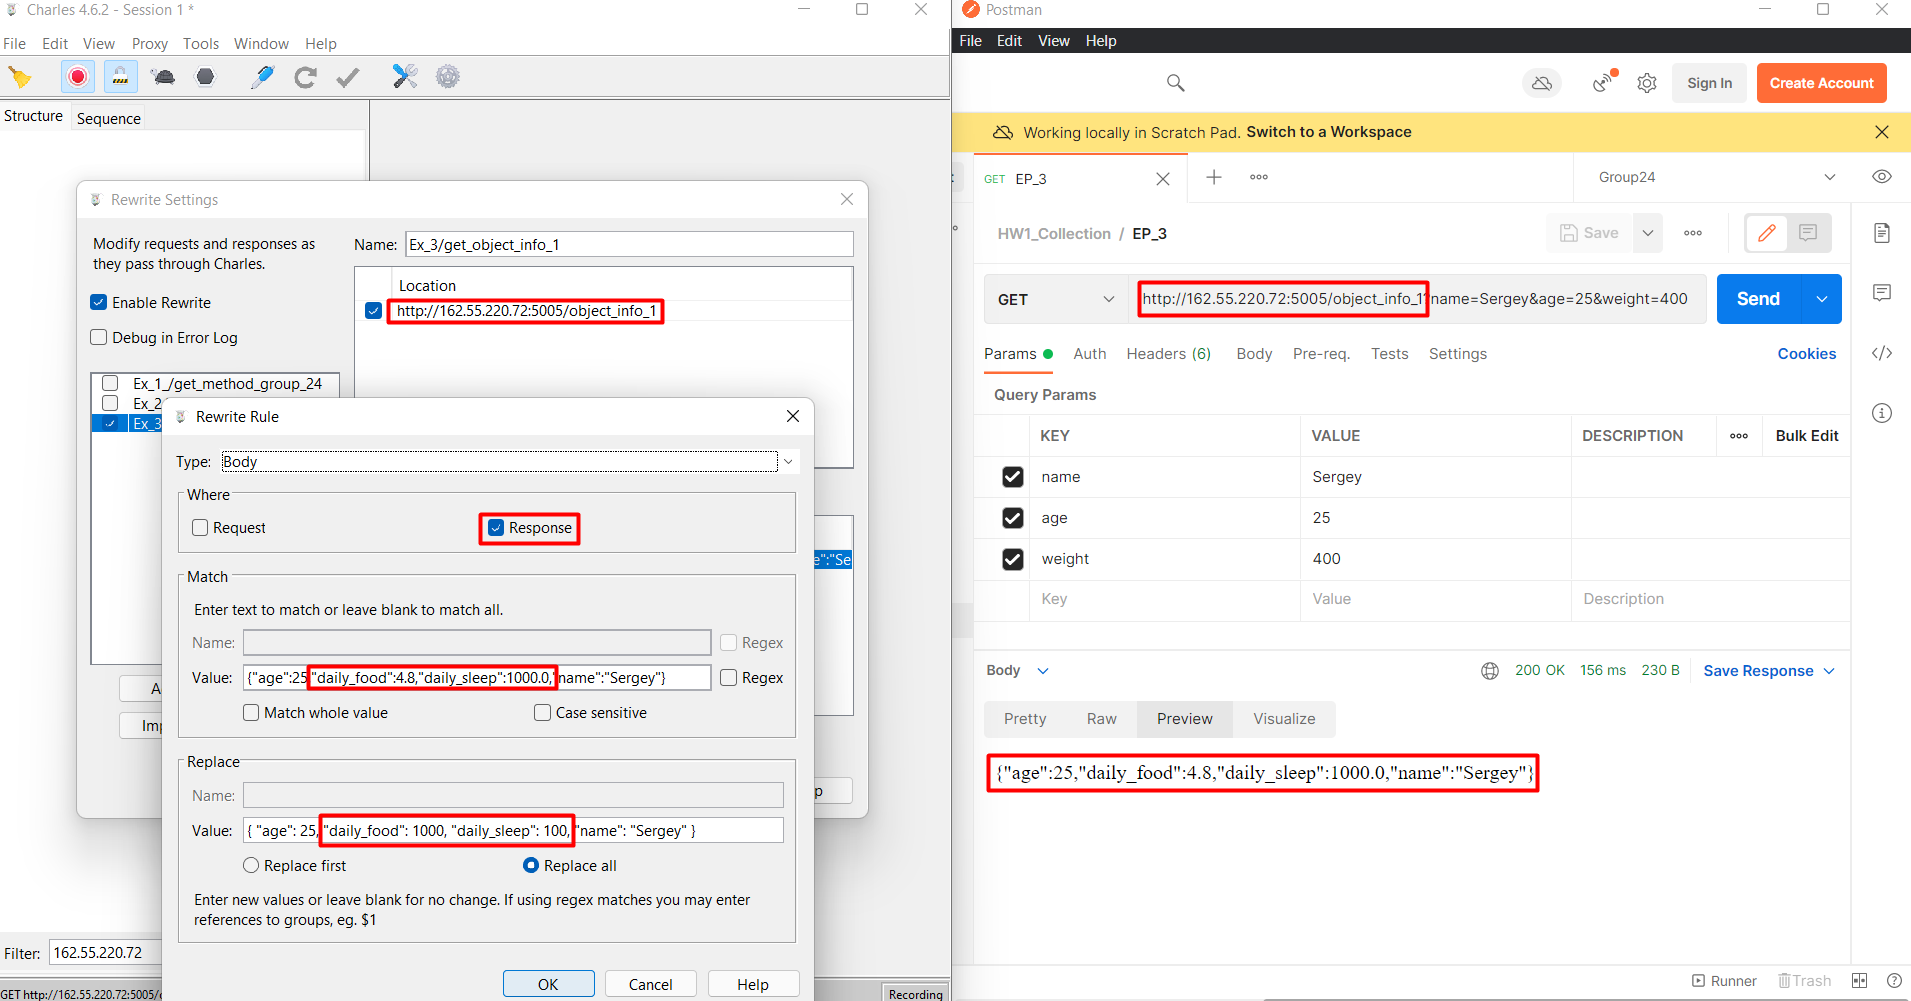 Charles 4.6.2 - Session 1 *
File Edit View Proxy Tools Window Help
Structure
Sequence
Rewrite Settings
Modify requests and responses as
they pass through Charles.
Enable Rewrite
Debug in Error Log
Ex_1_/get_method_group_24
Ex_2
Ex_3
Name: Ex_3/get_object_info_1
Location
http://162.55.220.72:5005/object_info_1
e":"Se
Rewrite Rule
Type: Body
Where
Request
Response
Match
Enter text to match or leave blank to match all.
Name:
Regex
Value: {"age":25,"daily_food":4.8,"daily_sleep":1000.0,"name":"Sergey"}
Regex
Match whole value
Case sensitive
Replace
Name:
Value: { "age": 25, "daily_food": 1000, "daily_sleep": 100, "name": "Sergey" }
Replace first
Replace all
Enter new values or leave blank for no change. If using regex matches you may enter
references to groups, eg. $1
OK
Cancel
Help
A
Im
p
Filter: 162.55.220.72
GET http://162.55.220.72:5005/
Recording
Postman
File Edit View Help
Sign In
Create Account
Working locally in Scratch Pad. Switch to a Workspace
GET EP_3
Group24
HW1_Collection / EP_3
Save
GET
http://162.55.220.72:5005/object_info_1?name=Sergey&age=25&weight=400
Send
Params Auth Headers (6) Body Pre-req. Tests Settings
Cookies
Query Params
KEY VALUE DESCRIPTION
Bulk Edit
name Sergey
age 25
weight 400
Key Value Description
Body
200 OK 156 ms 230 B
Save Response
Pretty Raw Preview Visualize
{"age":25,"daily_food":4.8,"daily_sleep":1000.0,"name":"Sergey"}
Runner
Trash